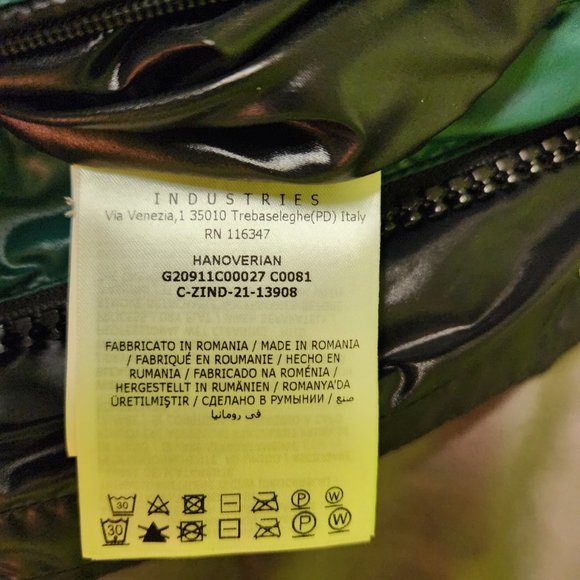 INDUSTRIES
Via Venezia,1 35010 Trebaseleghe(PD) Italy
RN 116347
HANOVERIAN
G20911C00027 C0081
C-ZIND-21-13908
FABBRICATO IN ROMANIA / MADE IN ROMANIA
/ FABRIQUÉ EN ROUMANIE / HECHO EN
RUMANIA / FABRICADO NA ROMÉNIA /
HERGESTELLT IN RUMÄNIEN / ROMANYA'DA
ÜRETILMIŞTIR / СДЕЛАНО В РУМЫНИИ / صنع
في رومانيا
30 P W
30 P W